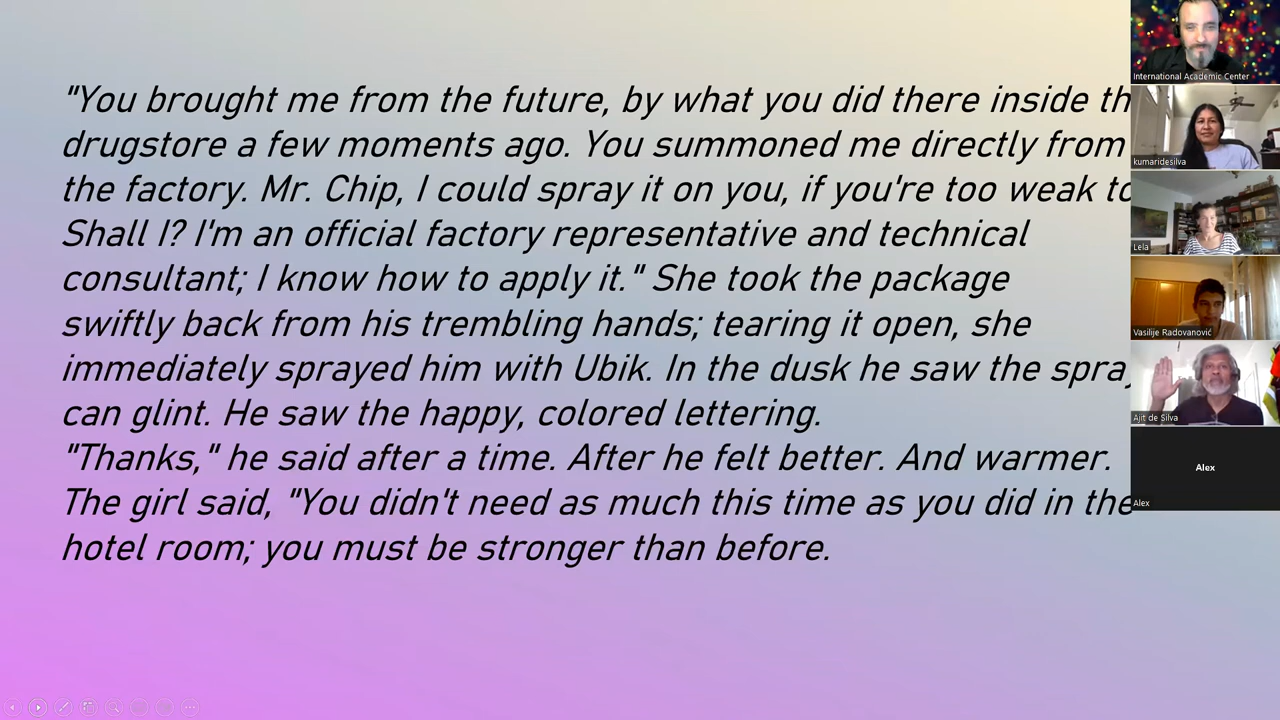 "You brought me from the future, by what you did there inside th
drugstore a few moments ago. You summoned me directly from
the factory. Mr. Chip, I could spray it on you, if you're too weak to
Shall I? I'm an official factory representative and technical
consultant; I know how to apply it." She took the package
swiftly back from his trembling hands; tearing it open, she
immediately sprayed him with Ubik. In the dusk he saw the spray
can glint. He saw the happy, colored lettering.
"Thanks," he said after a time. After he felt better. And warmer.
The girl said, "You didn't need as much this time as you did in the
hotel room; you must be stronger than before.
International Academic Center
kumaridesilva
Lela
Vasilije Radovanović
Ajit de Silva
Alex
Alex